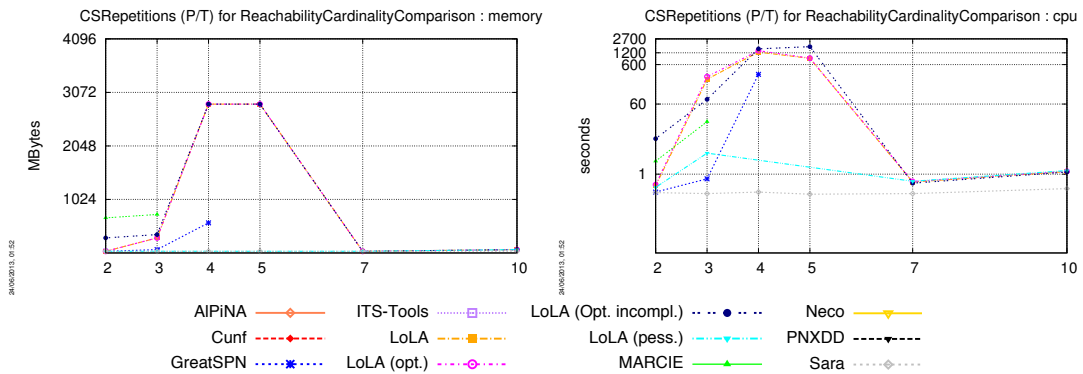 CSRepetitions (P/T) for ReachabilityCardinalityComparison : memory
4096
3072
2048
1024
MBytes
2 3 4 5 7 10
24/06/2013, 01:52
CSRepetitions (P/T) for ReachabilityCardinalityComparison : cpu
2700
1200
600
60
1
seconds
2 3 4 5 7 10
24/06/2013, 01:52
AlPiNA ITS-Tools LoLA (Opt. incompl.) Neco
Cunf LoLA LoLA (pess.) PNXDD
GreatSPN LoLA (opt.) MARCIE Sara